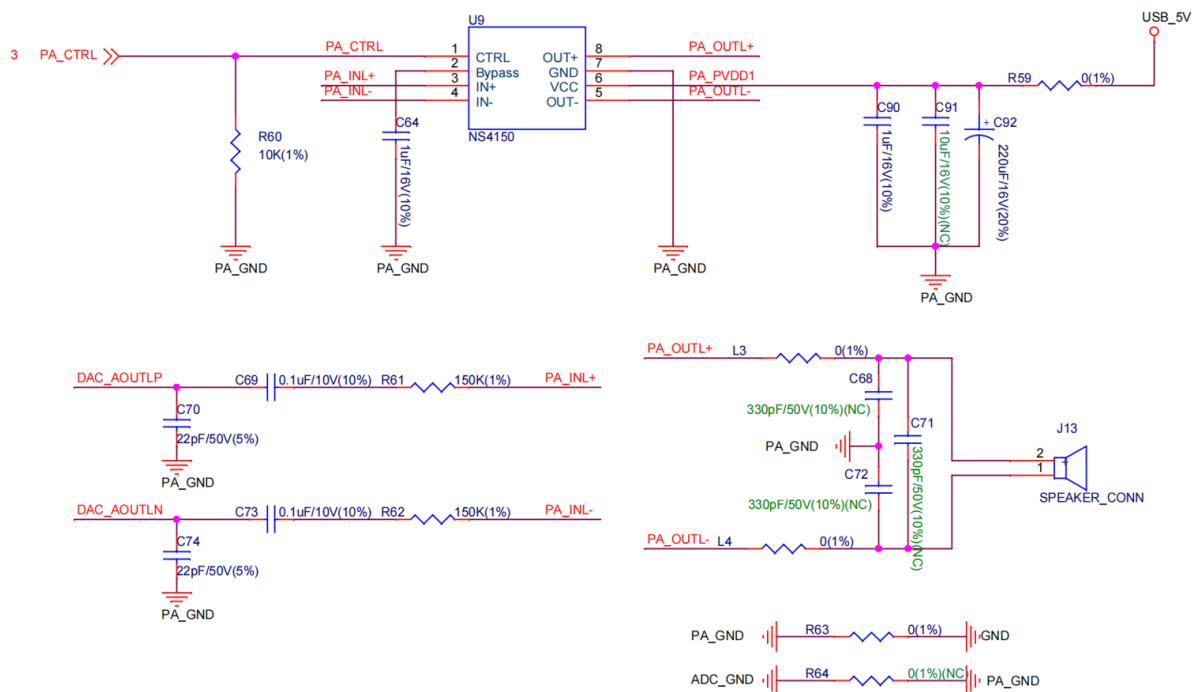 USB_5V
U9
3 PA_CTRL
PA_CTRL
1
CTRL
OUT+
8
PA_OUTL+
2
Bypass
GND
7
PA_INL+
3
IN+
VCC
6
PA_PVDD1
PA_INL-
4
IN-
OUT-
5
PA_OUTL-
NS4150
R59
0(1%)
R60
10K(1%)
C64
1uF/16V(10%)
C90
1uF/16V(10%)
C91
10uF/16V(10%)(NC)
+
C92
220uF/16V(20%)
PA_GND
PA_GND
PA_GND
PA_GND
DAC_AOUTLP
C69
0.1uF/10V(10%)
R61
150K(1%)
PA_INL+
C70
22pF/50V(5%)
PA_GND
DAC_AOUTLN
C73
0.1uF/10V(10%)
R62
150K(1%)
PA_INL-
C74
22pF/50V(5%)
PA_GND
PA_OUTL+
L3
0(1%)
C68
330pF/50V(10%)(NC)
C71
330pF/50V(10%)(NC)
PA_GND
C72
330pF/50V(10%)(NC)
PA_OUTL-
L4
0(1%)
J13
2
1
+
SPEAKER_CONN
PA_GND
R63
0(1%)
GND
ADC_GND
R64
0(1%)(NC)
PA_GND